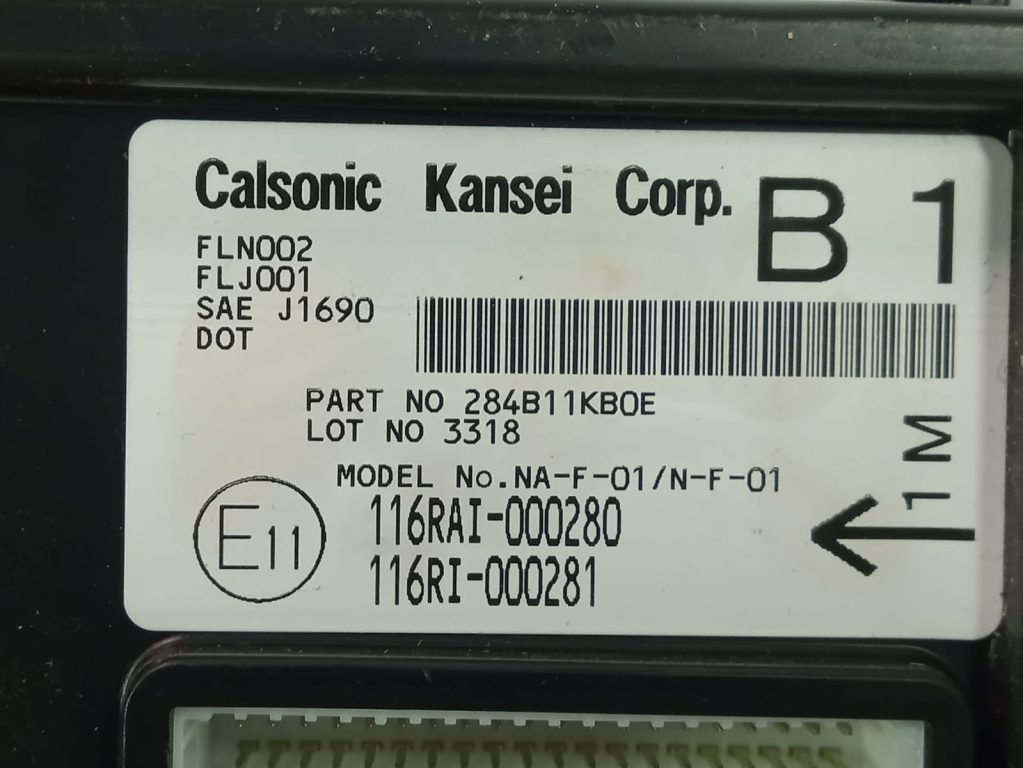 Calsonic Kansei Corp. B1
FLN002
FLJ001
SAE J1690
DOT
PART NO 284B11KB0E
LOT NO 3318
MODEL No.NA-F-01/N-F-01
116RAI-000280
116RI-000281
E11
1M